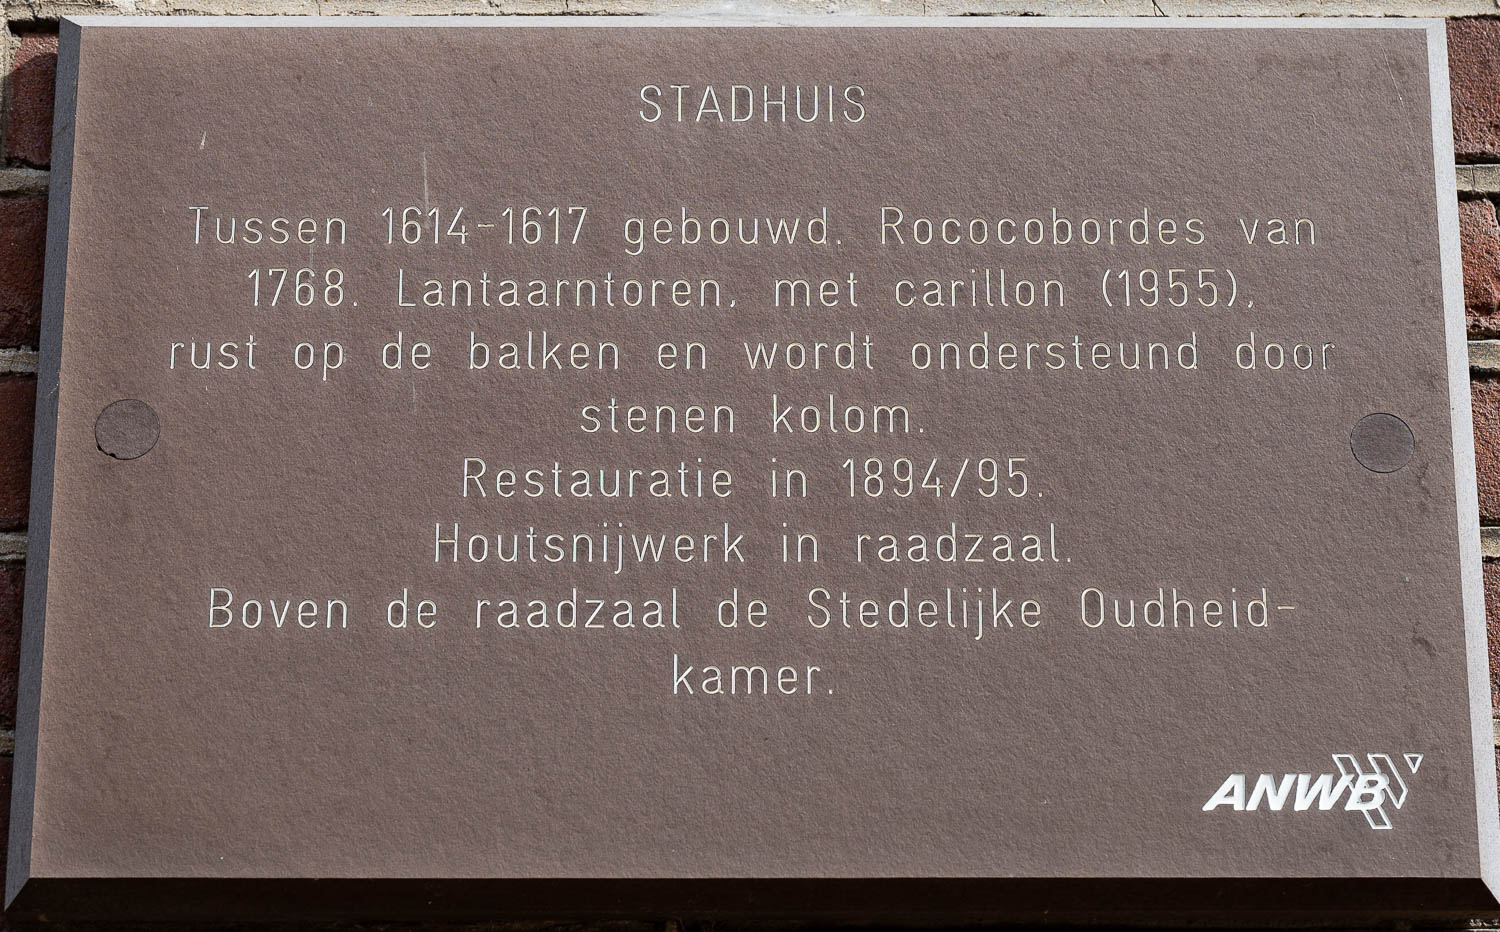 STADHUIS
Tussen 1614-1617 gebouwd. Rococobordes van
1768. Lantaarntoren, met carillon (1955),
rust op de balken en wordt ondersteund door
stenen kolom.
Restauratie in 1894/95.
Houtsnijwerk in raadzaal.
Boven de raadzaal de Stedelijke Oudheid-
kamer.
ANWB